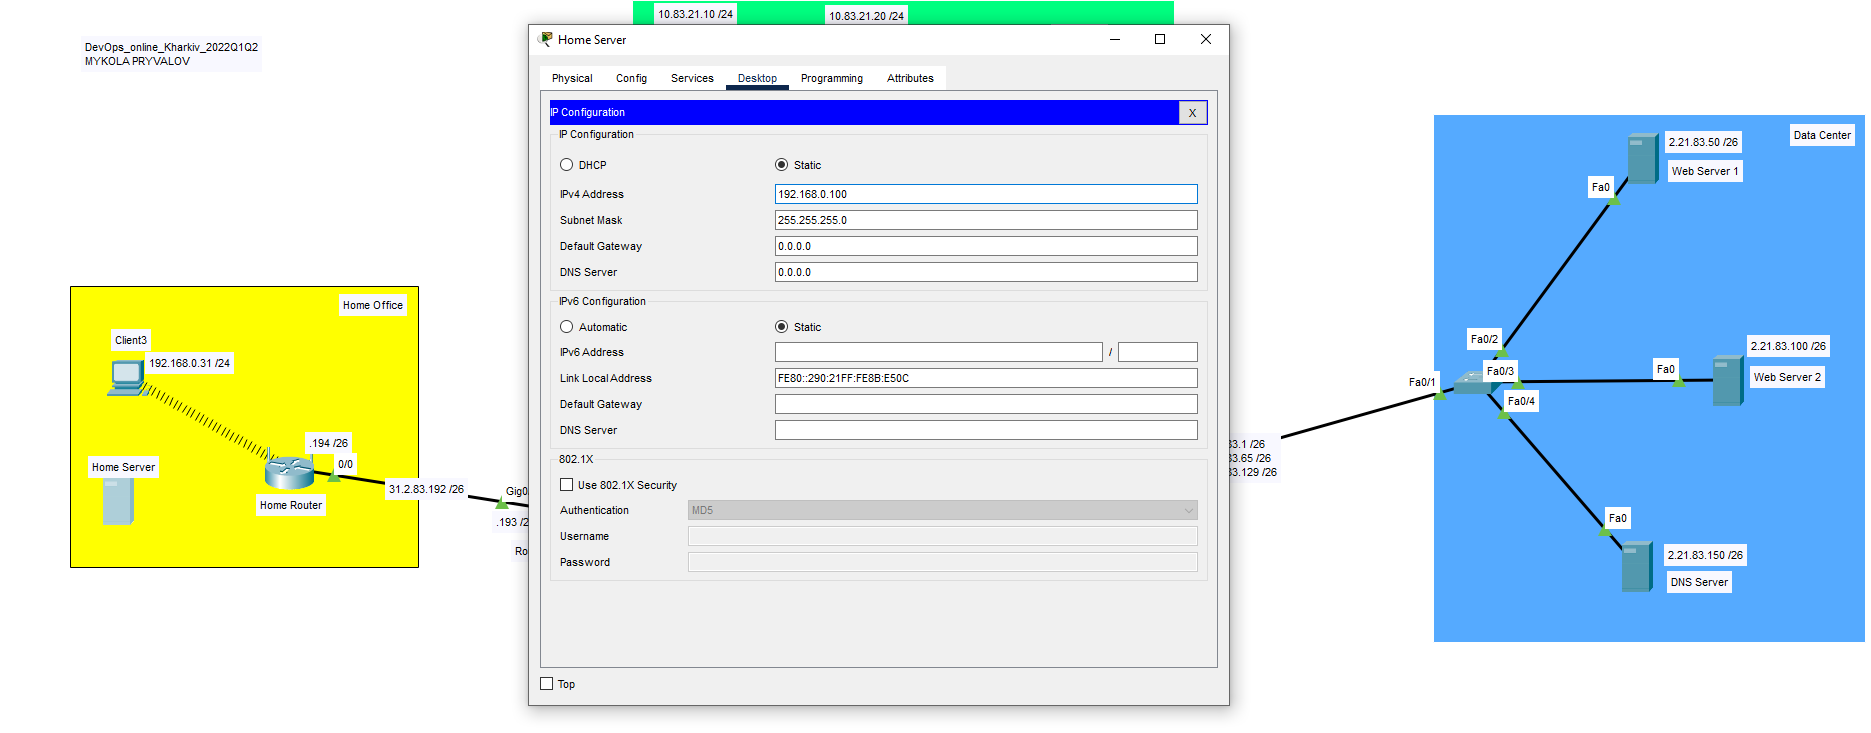 10.83.21.10 /24
10.83.21.20 /24
DevOps_online_Kharkiv_2022Q1Q2
MYKOLA PRYVALOV
Home Server
Physical
Config
Services
Desktop
Programming
Attributes
IP Configuration
X
IP Configuration
DHCP
Static
IPv4 Address
192.168.0.100
Subnet Mask
255.255.255.0
Default Gateway
0.0.0.0
DNS Server
0.0.0.0
IPv6 Configuration
Automatic
Static
IPv6 Address
/
Link Local Address
FE80::290:21FF:FE8B:E50C
Default Gateway
DNS Server
802.1X
Use 802.1X Security
Authentication
MD5
Username
Password
Top
Home Office
Client3
192.168.0.31 /24
.194 /26
0/0
Home Server
Home Router
31.2.83.192 /26
Gig0
.193 /2
Ro
Data Center
2.21.83.50 /26
Web Server 1
Fa0
Fa0/2
2.21.83.100 /26
Fa0/3
Fa0
Fa0/1
Web Server 2
Fa0/4
33.1 /26
33.65 /26
33.129 /26
Fa0
2.21.83.150 /26
DNS Server